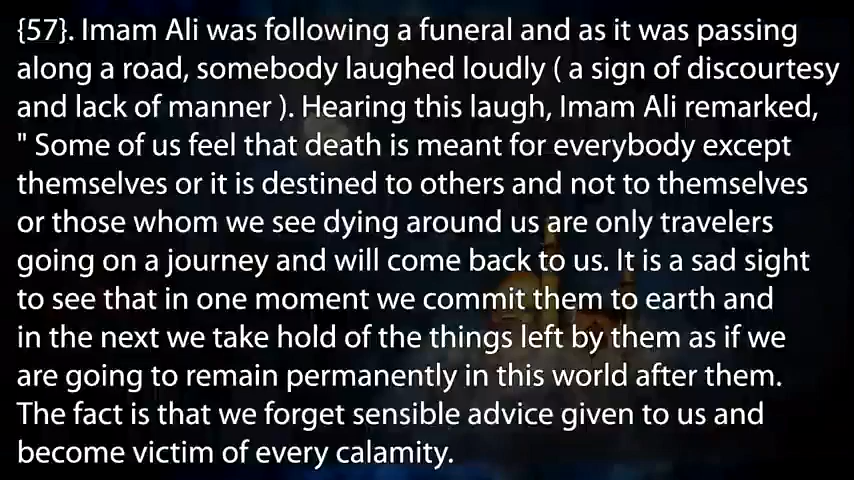 {57}. Imam Ali was following a funeral and as it was passing
along a road, somebody laughed loudly ( a sign of discourtesy
and lack of manner ). Hearing this laugh, Imam Ali remarked,
" Some of us feel that death is meant for everybody except
themselves or it is destined to others and not to themselves
or those whom we see dying around us are only travelers
going on a journey and will come back to us. It is a sad sight
to see that in one moment we commit them to earth and
in the next we take hold of the things left by them as if we
are going to remain permanently in this world after them.
The fact is that we forget sensible advice given to us and
become victim of every calamity.